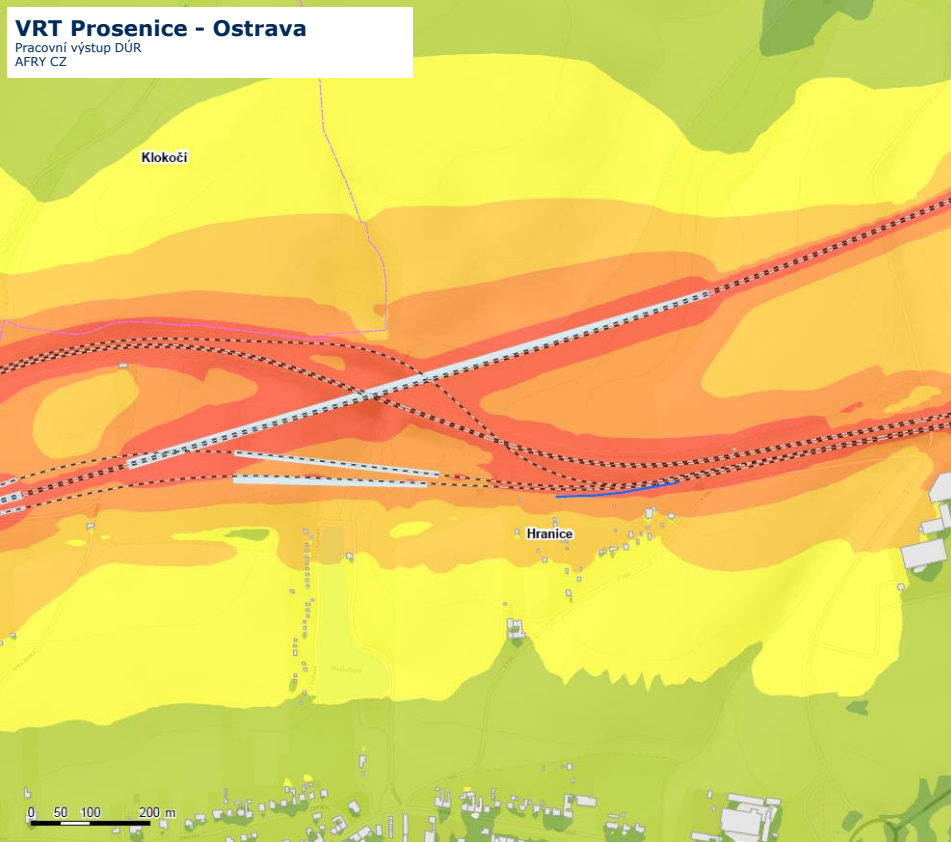 VRT Prosenice - Ostrava
Pracovní výstup DÚR
AFRY CZ
Klokočí
Hranice
0 50 100 200 m